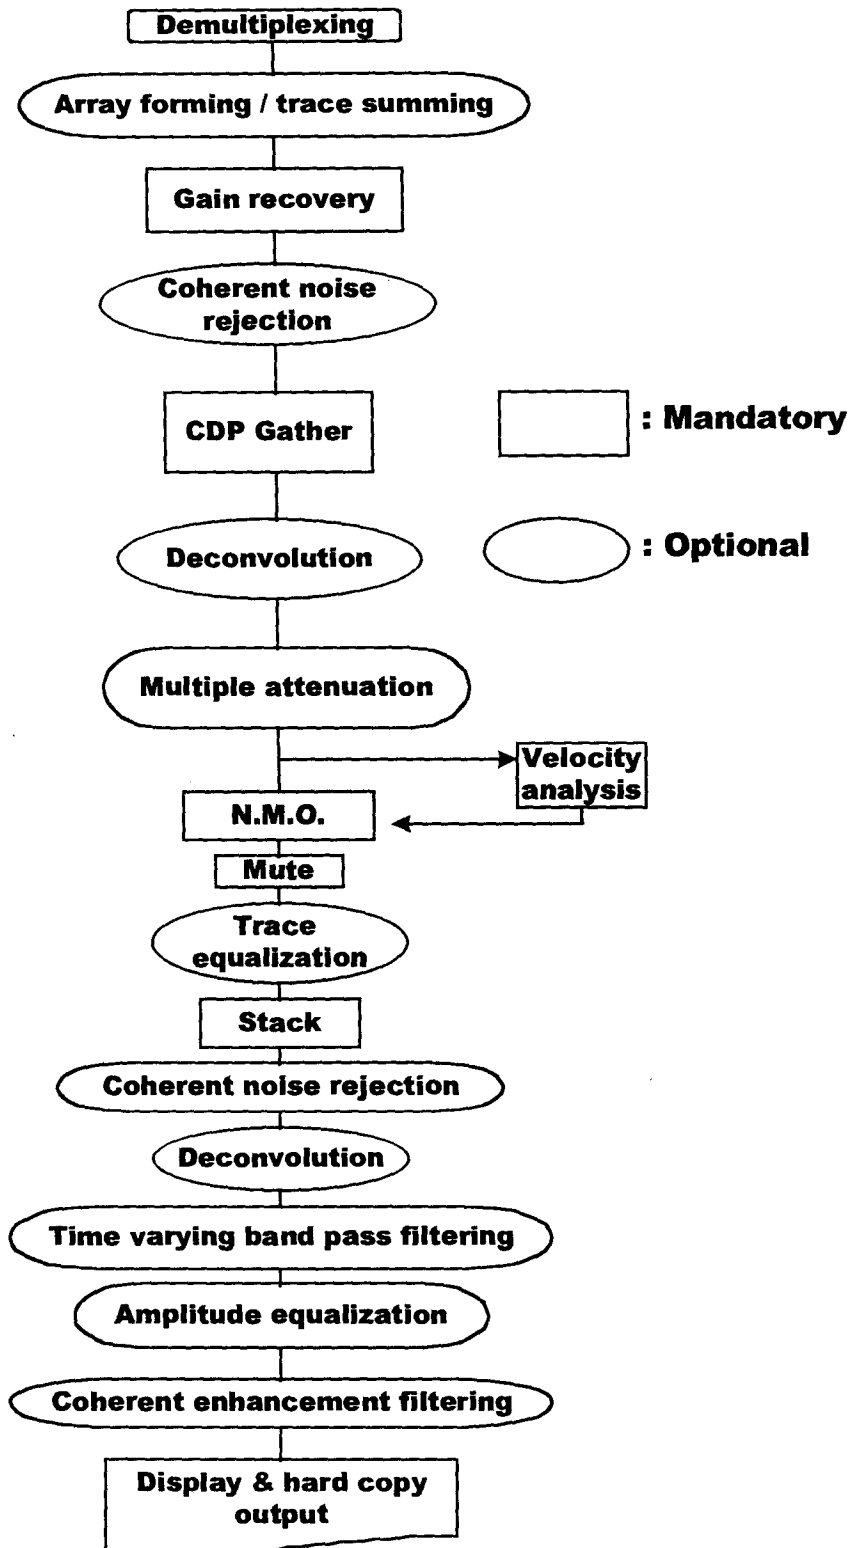 Demultiplexing
Array forming / trace summing
Gain recovery
Coherent noise
rejection
CDP Gather
: Mandatory
Deconvolution
: Optional
Multiple attenuation
Velocity
analysis
N.M.O.
Mute
Trace
equalization
Stack
Coherent noise rejection
Deconvolution
Time varying band pass filtering
Amplitude equalization
Coherent enhancement filtering
Display & hard copy
output